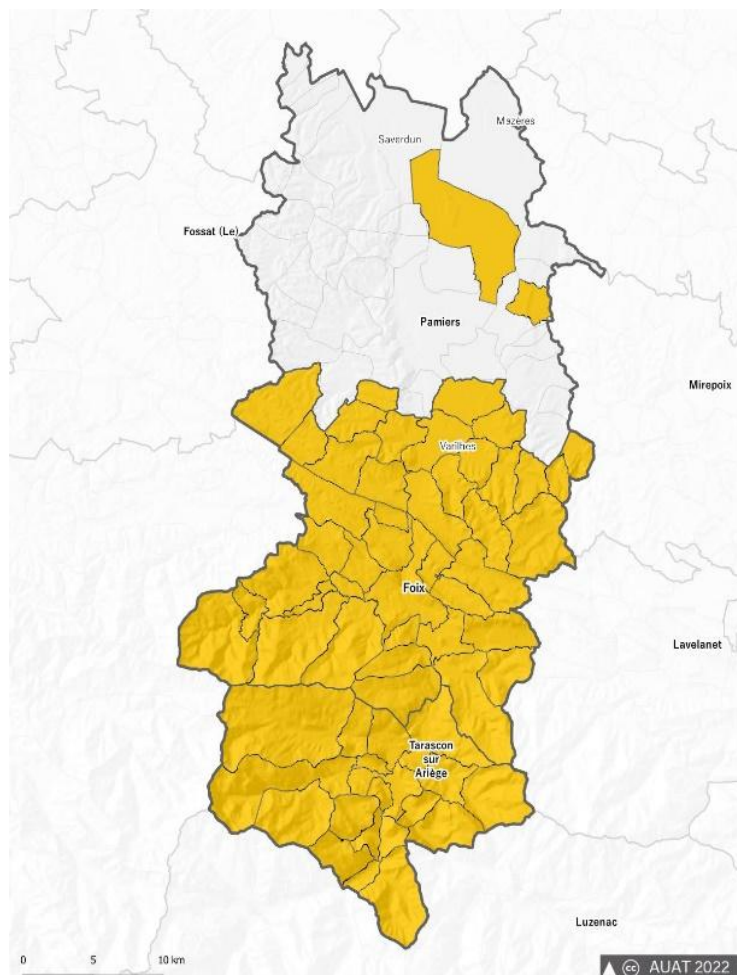 Mazères
Saverdun
Fossat (Le)
Pamiers
Mirepoix
Varilhes
Foix
Lavelanet
Tarascon
sur
Ariège
Luzenac
0 5 10 km
cc AUAT 2022